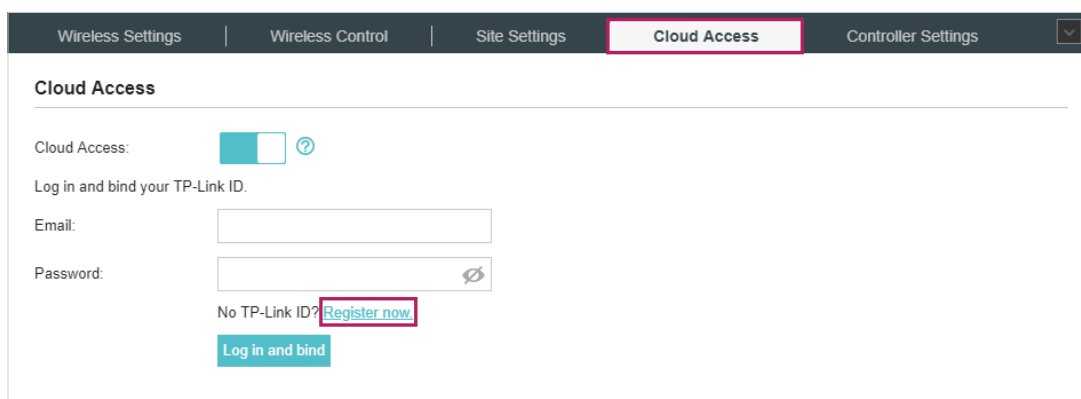 Wireless Settings | Wireless Control | Site Settings Cloud Access Controller Settings
Cloud Access
Cloud Access: ?
Log in and bind your TP-Link ID.
Email:
Password:
No TP-Link ID? Register now.
Log in and bind